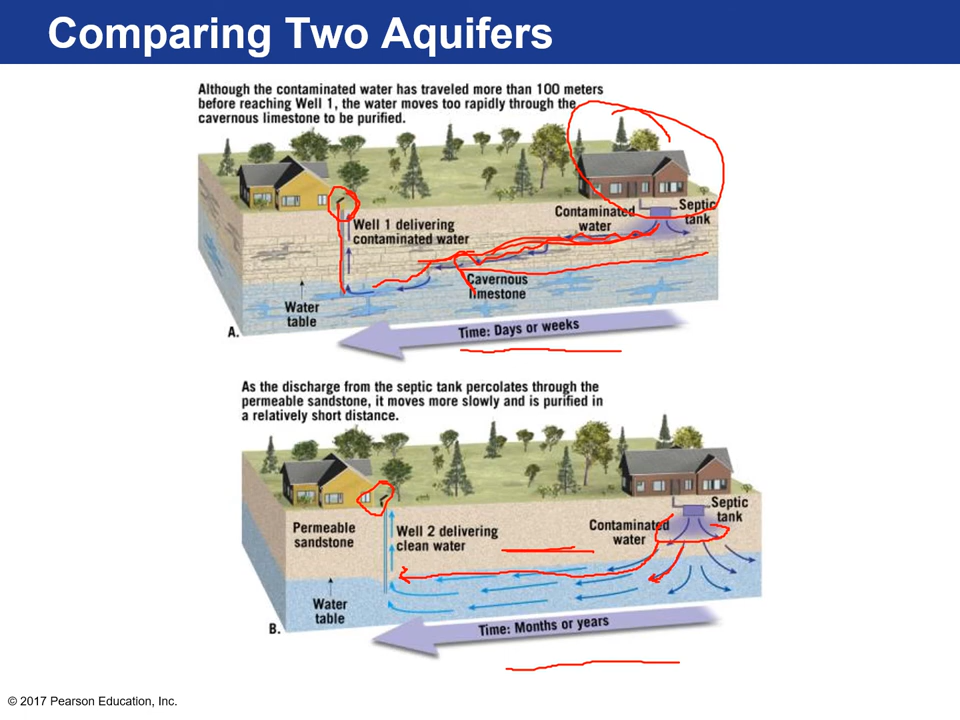 Comparing Two Aquifers
Although the contaminated water has traveled more than 100 meters
before reaching Well 1, the water moves too rapidly through the
cavernous limestone to be purified.
Septic
tank
Contaminated
water
Well 1 delivering
contaminated water
Cavernous
limestone
Water
table
A.
Time: Days or weeks
As the discharge from the septic tank percolates through the
permeable sandstone, it moves more slowly and is purified in
a relatively short distance.
Septic
tank
Permeable
sandstone
Well 2 delivering
clean water
Contaminated
water
Water
table
B.
Time: Months or years
© 2017 Pearson Education, Inc.